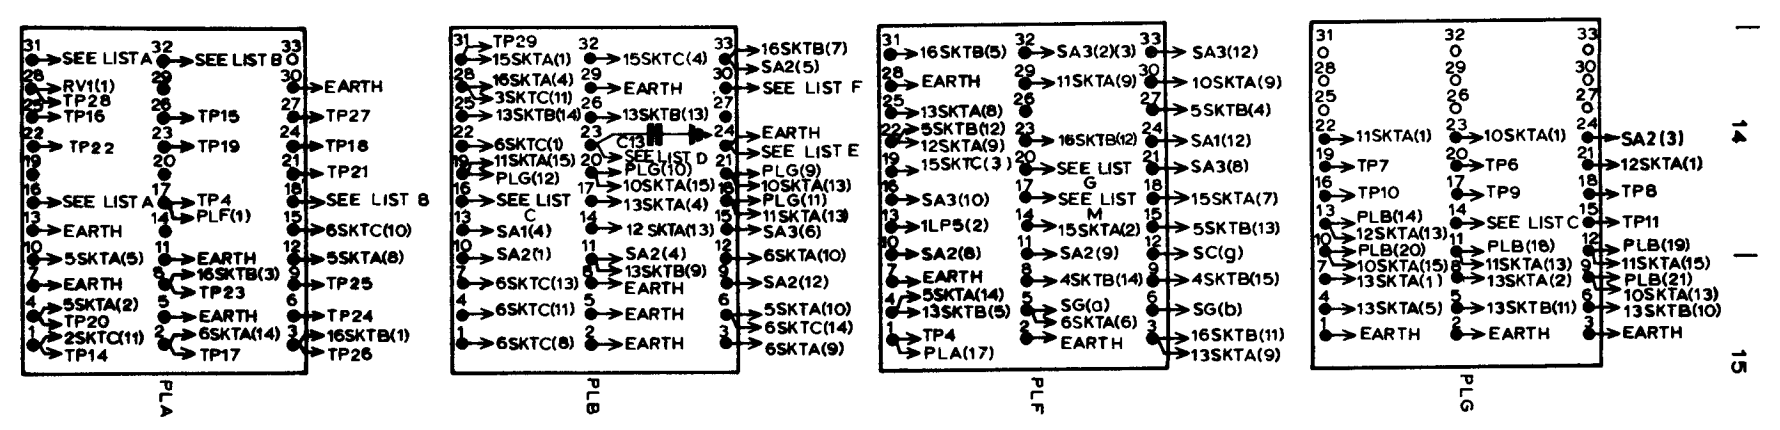 31 SEE LIST A 32 SEE LIST B 33
28 RV1(1) 29 30 EARTH
TP28
25 TP16 26 TP15 27 TP27
22 TP22 23 TP19 24 TP18
19 20 21 TP21
16 SEE LIST A 17 TP4 18 SEE LIST B
PLF(1)
13 EARTH 14 15 6SKTC(10)
10 5SKTA(5) 11 EARTH 12 5SKTA(8)
7 EARTH 8 16SKTB(3) 9 TP25
TP23
4 5SKTA(2) 5 EARTH 6 TP24
TP20
1 2SKTC(11) 2 6SKTA(14) 3 16SKTB(1)
TP14 TP17 TP26
PLA
31 TP29 32 15SKTC(4) 33 16SKTB(7)
15SKTA(1) SA2(5)
28 16SKTA(4) 29 EARTH 30 SEE LIST F
3SKTC(11)
25 13SKTB(14) 26 13SKTB(13) 27
22 6SKTC(1) 23 C13 24 EARTH
SEE LIST D SEE LIST E
19 11SKTA(15) 20 PLG(10) 21 PLG(9)
PLG(12) 10SKTA(15) 10SKTA(13)
16 SEE LIST C 17 13SKTA(4) 18 PLG(11)
11SKTA(13)
13 SA1(4) 14 12SKTA(13) 15 SA3(6)
10 SA2(1) 11 SA2(4) 12 6SKTA(10)
13SKTB(9)
7 6SKTC(13) 8 EARTH 9 SA2(12)
4 6SKTC(11) 5 EARTH 6 5SKTA(10)
6SKTC(14)
1 6SKTC(8) 2 EARTH 3 6SKTA(9)
PLB
31 16SKTB(5) 32 SA3(2)(3) 33 SA3(12)
28 EARTH 29 11SKTA(9) 30 10SKTA(9)
25 13SKTA(8) 26 27 5SKTB(4)
22 5SKTB(12) 23 16SKTB(12) 24 SA1(12)
12SKTA(9)
19 15SKTC(3) 20 SEE LIST G 21 SA3(8)
16 SA3(10) 17 SEE LIST M 18 15SKTA(7)
13 1LP5(2) 14 15SKTA(2) 15 5SKTB(13)
10 SA2(8) 11 SA2(9) 12 SC(g)
7 EARTH 8 4SKTB(14) 9 4SKTB(15)
4 5SKTA(14) 5 SG(a) 6 SG(b)
13SKTB(5) 6SKTA(6)
1 TP4 2 EARTH 3 16SKTB(11)
PLA(17) 13SKTA(9)
PLF
31 32 33
28 29 30
25 26 27
22 11SKTA(1) 23 10SKTA(1) 24 SA2(3)
19 TP7 20 TP6 21 12SKTA(1)
16 TP10 17 TP9 18 TP8
13 PLB(14) 14 SEE LIST C 15 TP11
12SKTA(13)
10 PLB(20) 11 PLB(18) 12 PLB(19)
10SKTA(15) 11SKTA(13) 11SKTA(15)
7 13SKTA(1) 8 13SKTA(2) 9 PLB(21)
10SKTA(13)
4 13SKTA(5) 5 13SKTB(11) 6 13SKTB(10)
1 EARTH 2 EARTH 3 EARTH
PLG
14
15